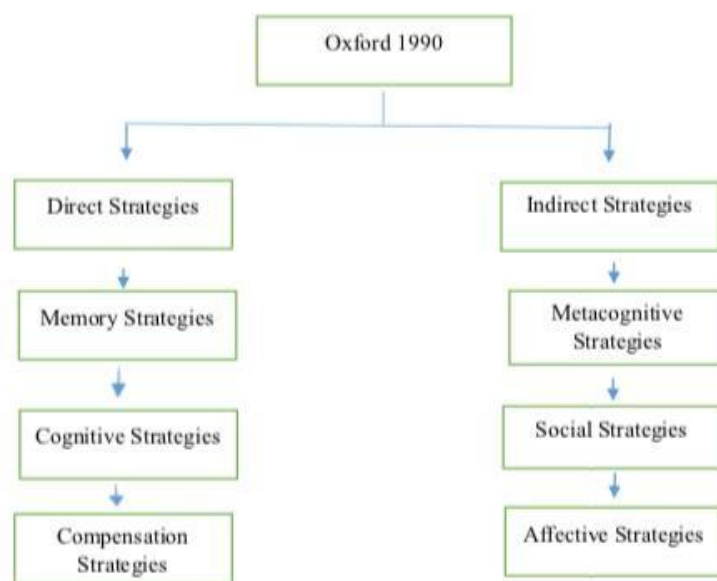 Oxford 1990
Direct Strategies
Memory Strategies
Cognitive Strategies
Compensation
Strategies
Indirect Strategies
Metacognitive
Strategies
Social Strategies
Affective Strategies